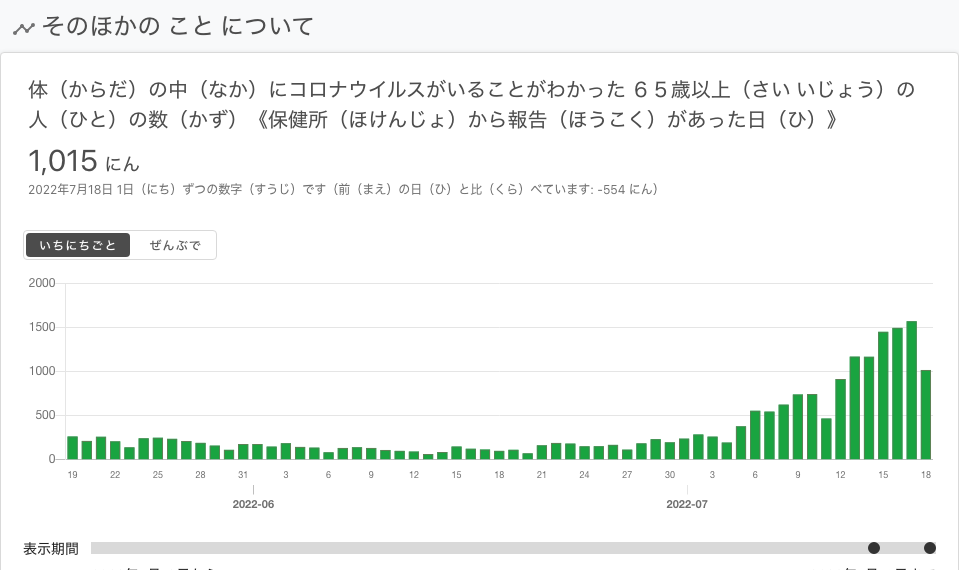 そのほかの こと について
体（からだ）の中（なか）にコロナウイルスがいることがわかった ６５歳以上（さい いじょう）の
人（ひと）の数（かず）《保健所（ほけんじょ）から報告（ほうこく）があった日（ひ）》
1,015 にん
2022年7月18日 1日（にち）ずつの数字（すうじ）です（前（まえ）の日（ひ）と比（くら）べています: -554 にん）
いちにちごと ぜんぶで
2000
1500
1000
500
0
19 22 25 28 31 3 6 9 12 15 18 21 24 27 30 3 6 9 12 15 18
2022-06 2022-07
表示期間